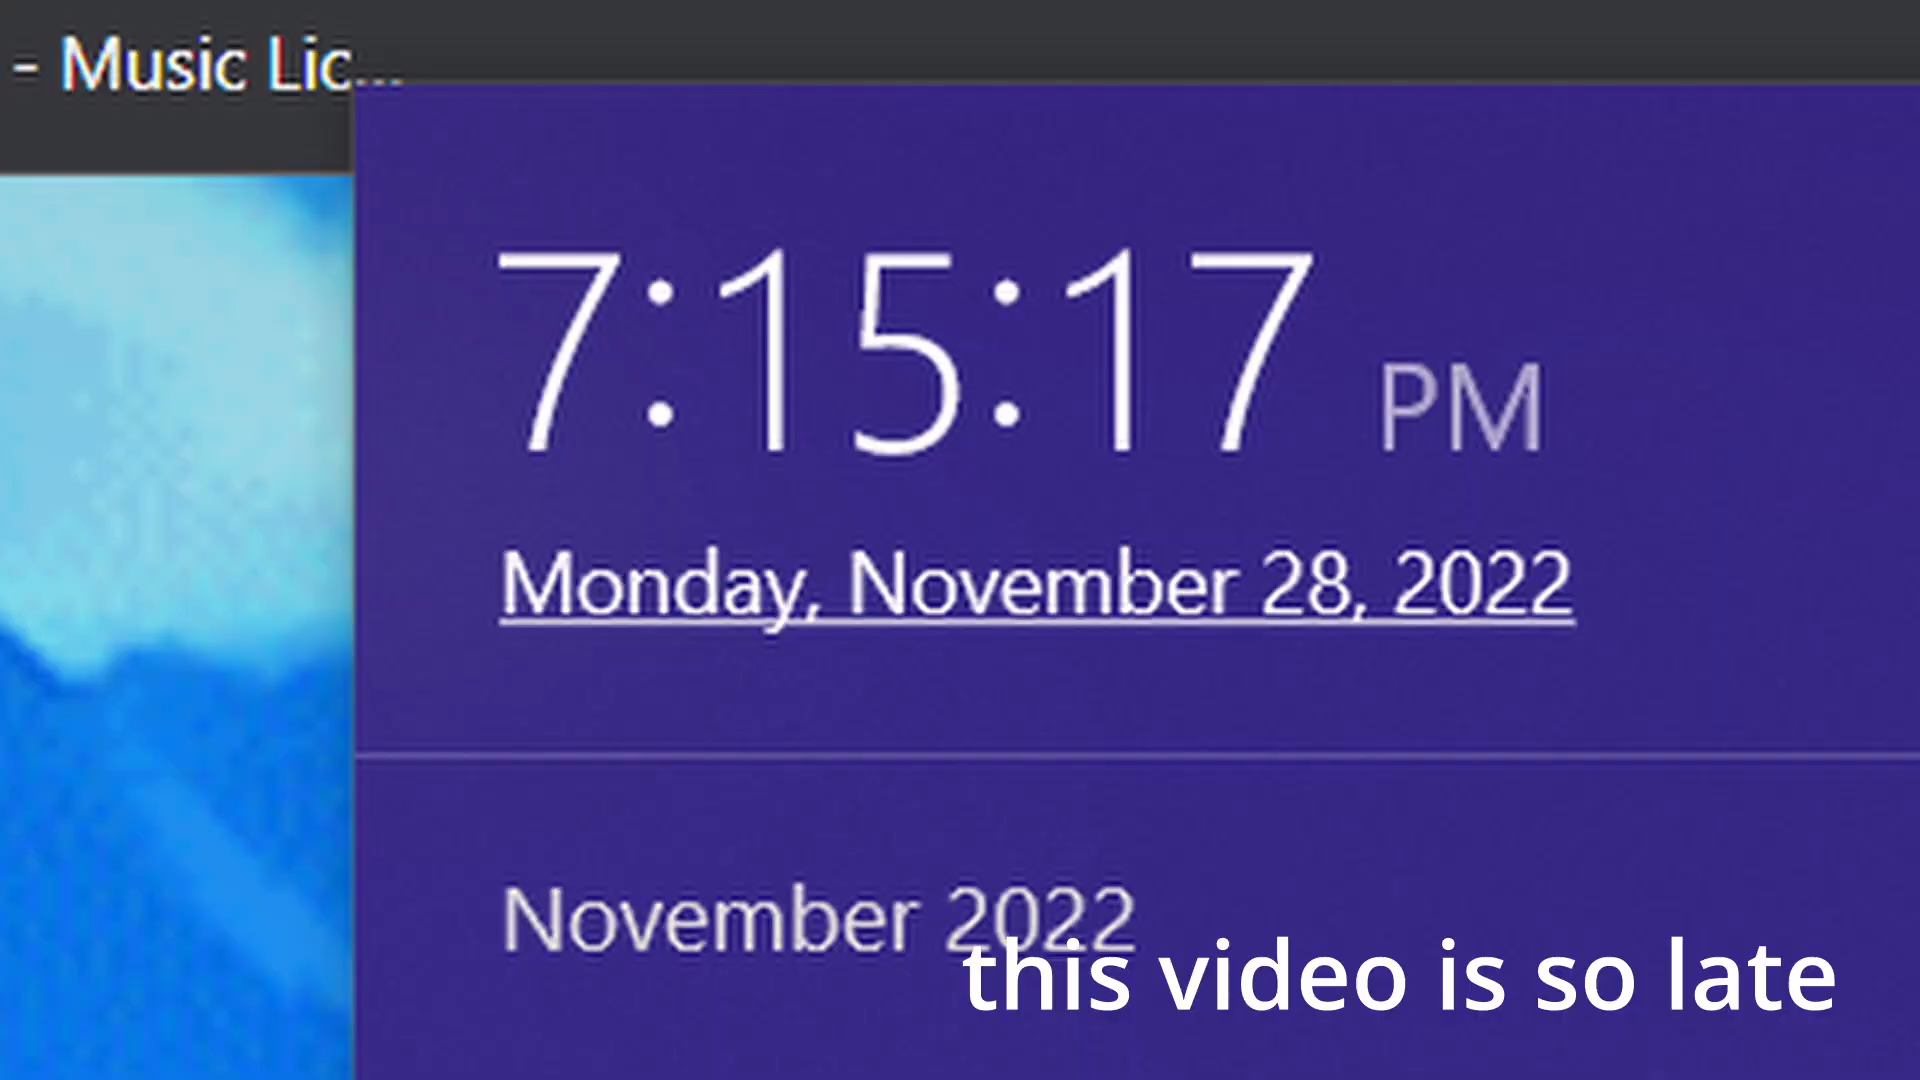 - Music Lic...
7:15:17 PM
Monday, November 28, 2022
November 2022
this video is so late